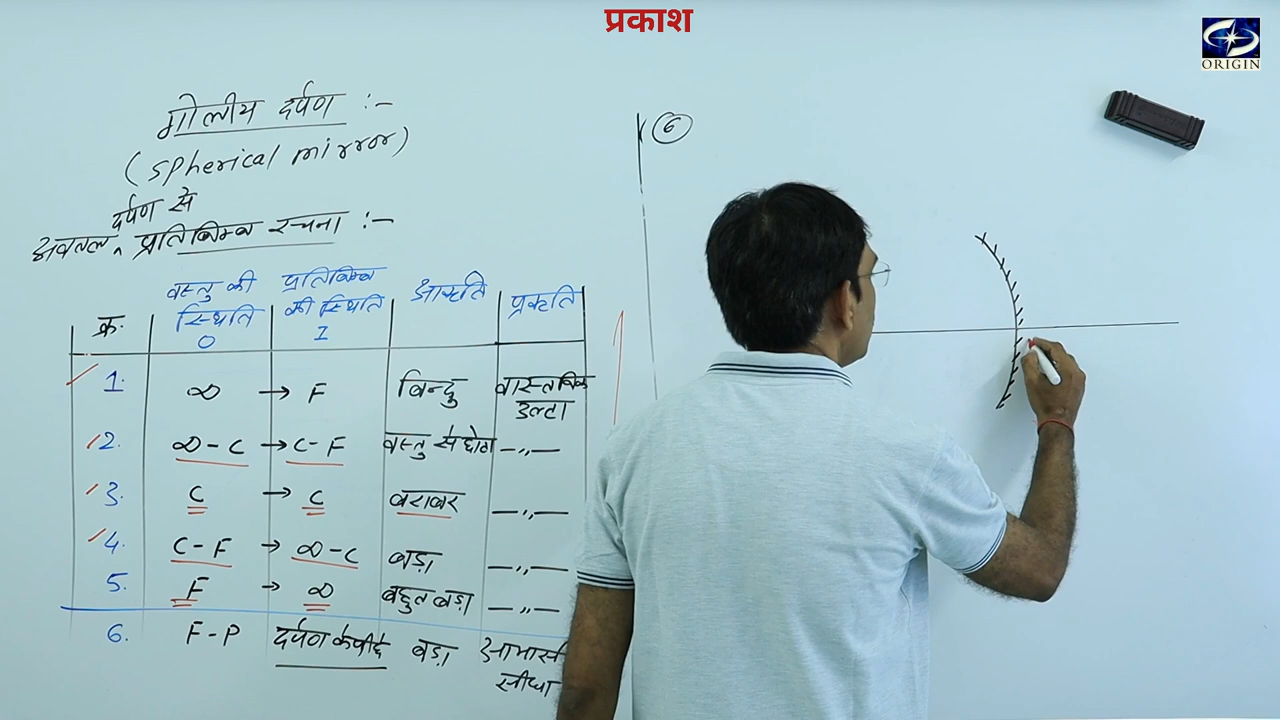 प्रकाश
ORIGIN
गोलीय दर्पण :-
(spherical mirror)
दर्पण से
अवतल ^ प्रतिबिम्ब रचना :-
क्र. वस्तु की स्थिति O प्रतिबिम्ब की स्थिति I आकृति प्रकृति
1. ∞ → F बिन्दु वास्तविक उल्टा
2. ∞ - C → C - F वस्तु से छोटा —〃—
3. C → C बराबर —〃—
4. C - F → ∞ - C बड़ा —〃—
5. F → ∞ बहुत बड़ा —〃—
6. F - P दर्पण के पीछे बड़ा आभासी सीधा
6